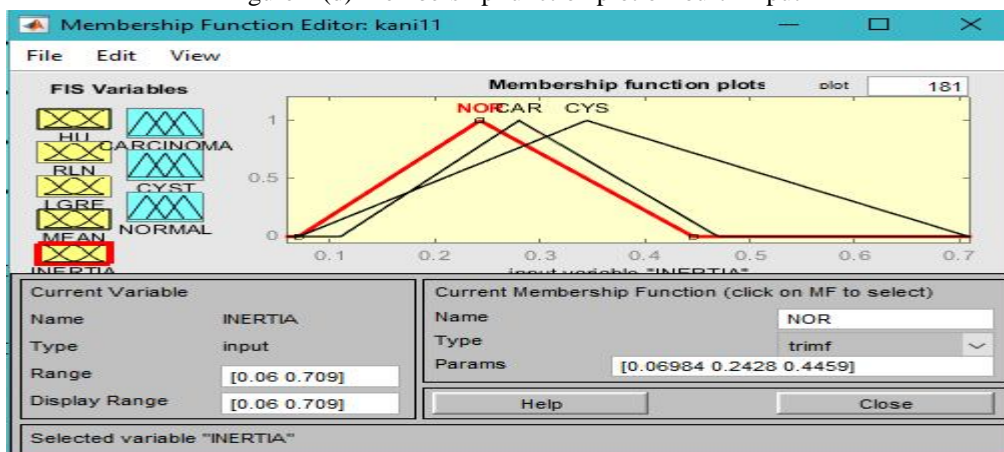 Membership Function Editor: kani11
File Edit View
FIS Variables
HU
RLN
LGRE
MEAN
INERTIA
CARCINOMA
CYST
NORMAL
Membership function plots
plot
181
NOR CAR CYS
1
0.5
0
0.1 0.2 0.3 0.4 0.5 0.6 0.7
input variable "INERTIA"
Current Variable
Name INERTIA
Type input
Range [0.06 0.709]
Display Range [0.06 0.709]
Current Membership Function (click on MF to select)
Name NOR
Type trimf
Params [0.06984 0.2428 0.4459]
Help Close
Selected variable "INERTIA"